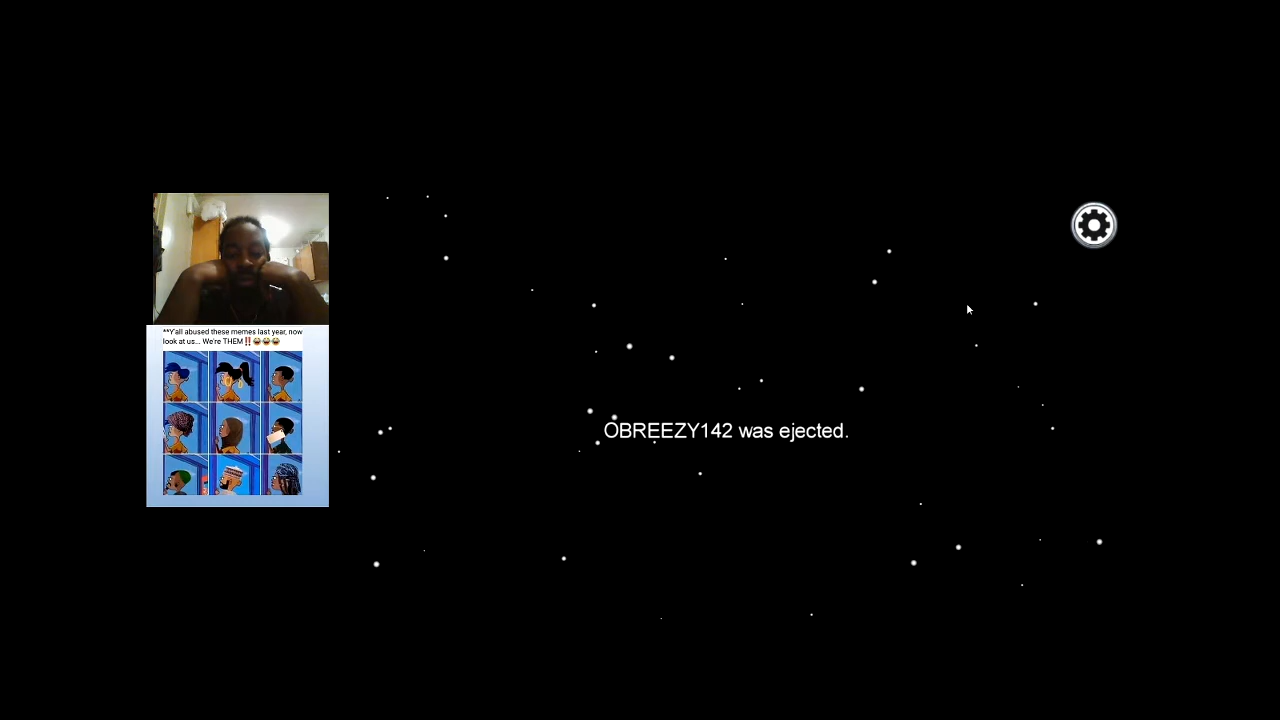 **Y'all abused these memes last year, now
look at us... We're THEM‼️😂😂😂
OBREEZY142 was ejected.